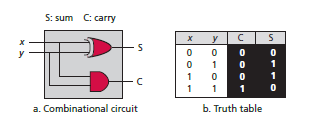 S: sum C: carry
x
y
S
C
a. Combinational circuit
x y C S
0 0 0 0
0 1 0 1
1 0 0 1
1 1 1 0
b. Truth table